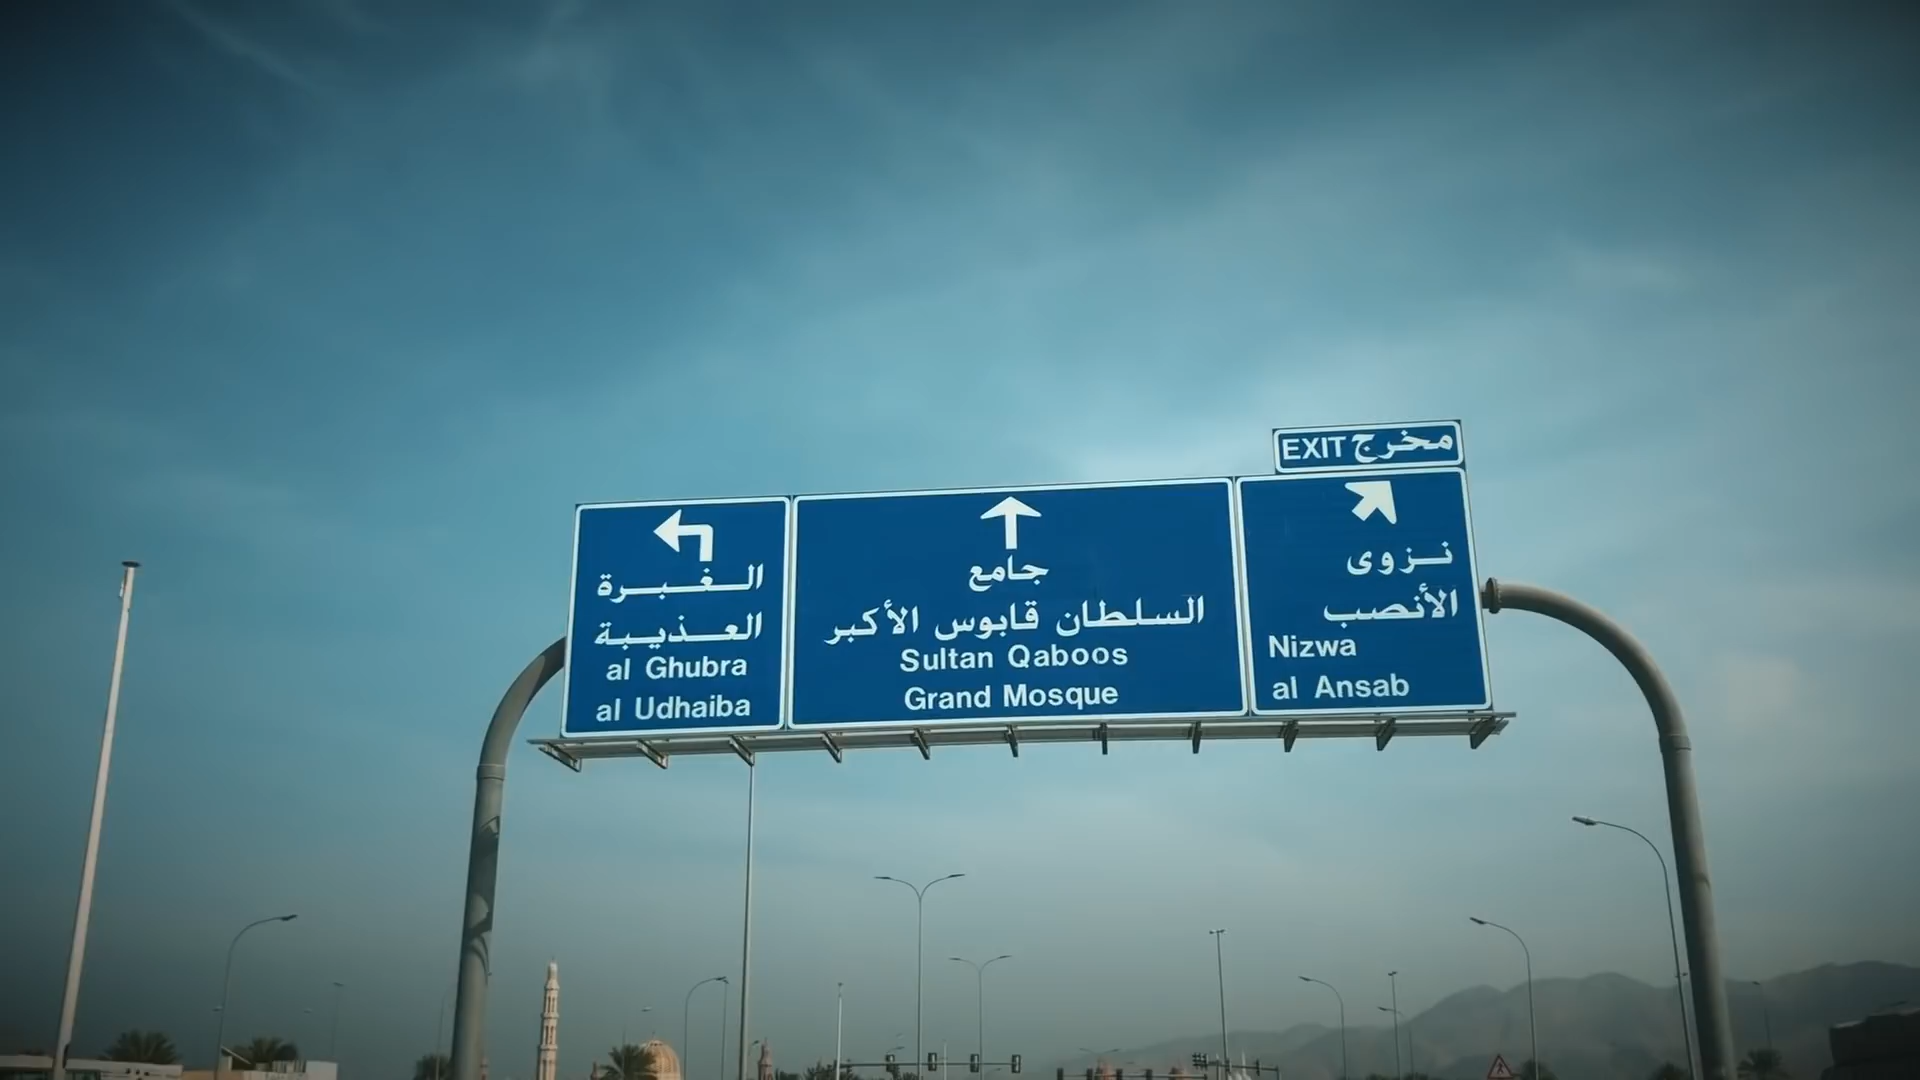 الغبرة
العذيبة
al Ghubra
al Udhaiba
جامع
السلطان قابوس الأكبر
Sultan Qaboos
Grand Mosque
EXIT مخرج
نزوى
الأنصب
Nizwa
al Ansab